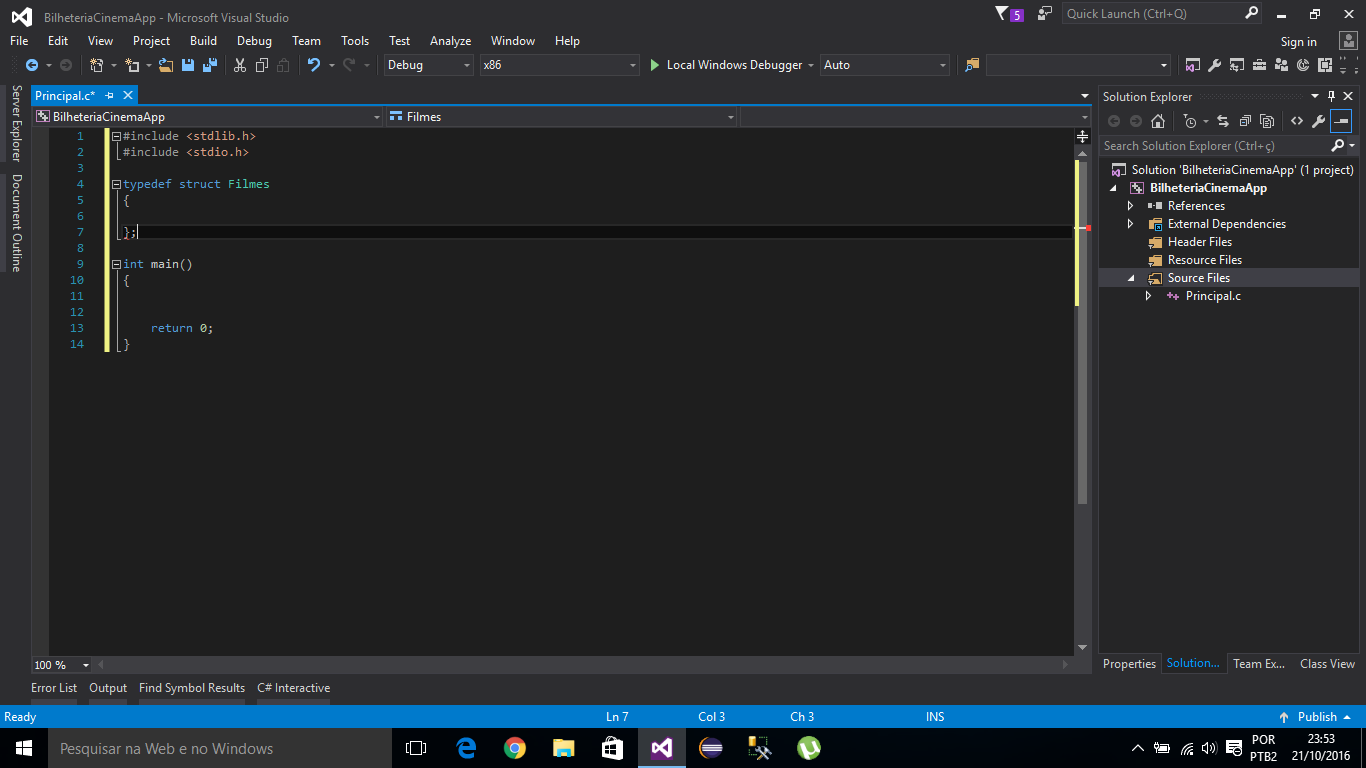 BilheteriaCinemaApp - Microsoft Visual Studio
5
Quick Launch (Ctrl+Q)
File Edit View Project Build Debug Team Tools Test Analyze Window Help
Sign in
Debug x86 Local Windows Debugger Auto
Server Explorer
Document Outline
Principal.c*
BilheteriaCinemaApp
Filmes
1 #include <stdlib.h>
2 #include <stdio.h>
3
4 typedef struct Filmes
5 {
6
7 };
8
9 int main()
10 {
11
12
13 return 0;
14 }
100 %
Solution Explorer
Search Solution Explorer (Ctrl+ç)
Solution 'BilheteriaCinemaApp' (1 project)
BilheteriaCinemaApp
References
External Dependencies
Header Files
Resource Files
Source Files
Principal.c
Properties Solution... Team Ex... Class View
Error List Output Find Symbol Results C# Interactive
Ready Ln 7 Col 3 Ch 3 INS Publish
Pesquisar na Web e no Windows
POR
PTB2
23:53
21/10/2016